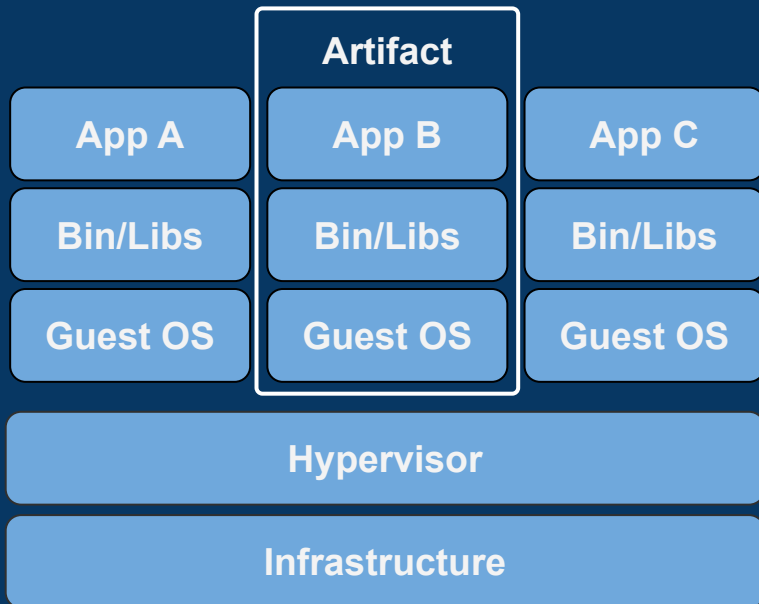 Artifact
App A
App B
App C
Bin/Libs
Bin/Libs
Bin/Libs
Guest OS
Guest OS
Guest OS
Hypervisor
Infrastructure